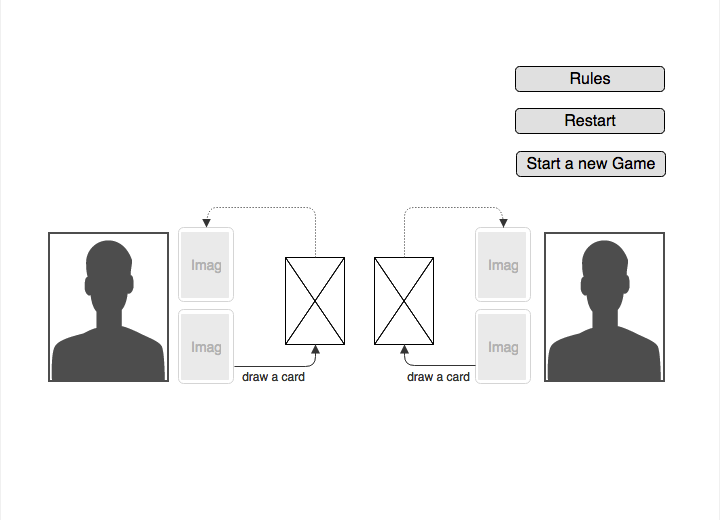 Rules
Restart
Start a new Game
Imag
Imag
Imag
Imag
draw a card
draw a card